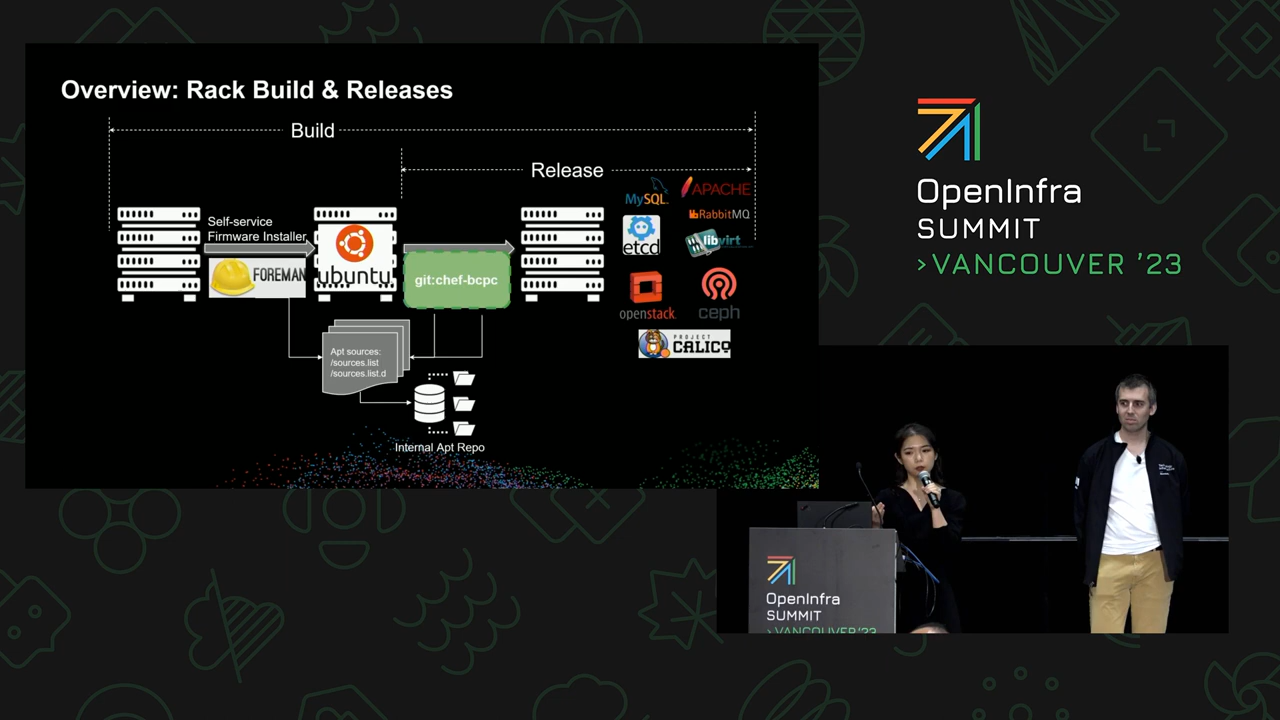 Overview: Rack Build & Releases
Build
Release
Self-service
Firmware Installer
FOREMAN
ubuntu
git:chef-bcpc
MySQL
APACHE
RabbitMQ
etcd
libvirt
openstack
ceph
PROJECT
CALICO
Apt sources:
/sources.list
/sources.list.d
Internal Apt Repo
OpenInfra
SUMMIT
>VANCOUVER '23
OpenInfra
SUMMIT
>VANCOUVER '23